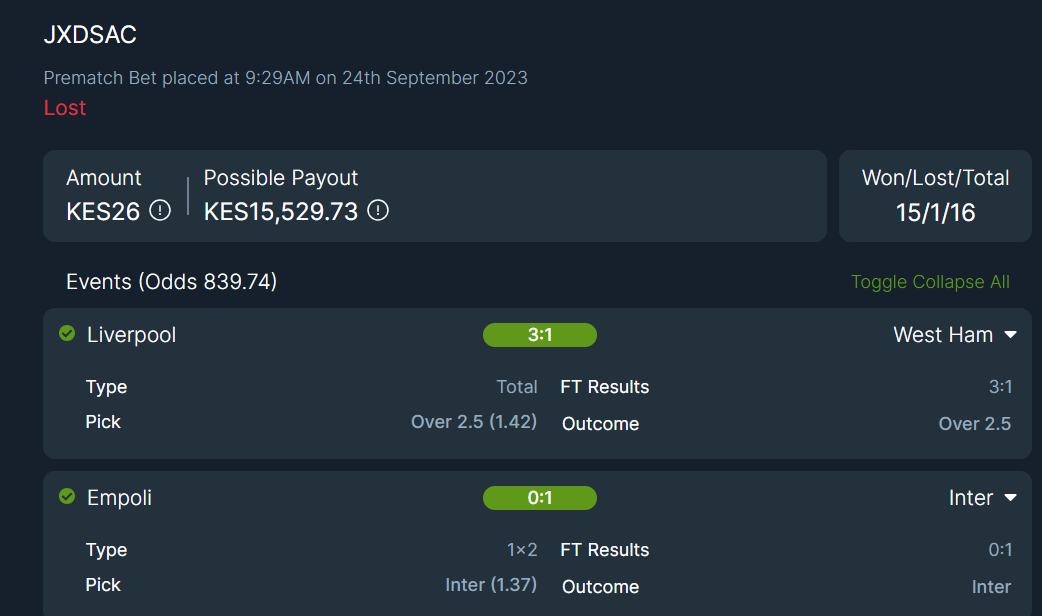 JXDSAC
Prematch Bet placed at 9:29AM on 24th September 2023
Lost
Amount
KES26
Possible Payout
KES15,529.73
Won/Lost/Total
15/1/16
Events (Odds 839.74)
Toggle Collapse All
Liverpool 3:1 West Ham
Type Total FT Results 3:1
Pick Over 2.5 (1.42) Outcome Over 2.5
Empoli 0:1 Inter
Type 1×2 FT Results 0:1
Pick Inter (1.37) Outcome Inter